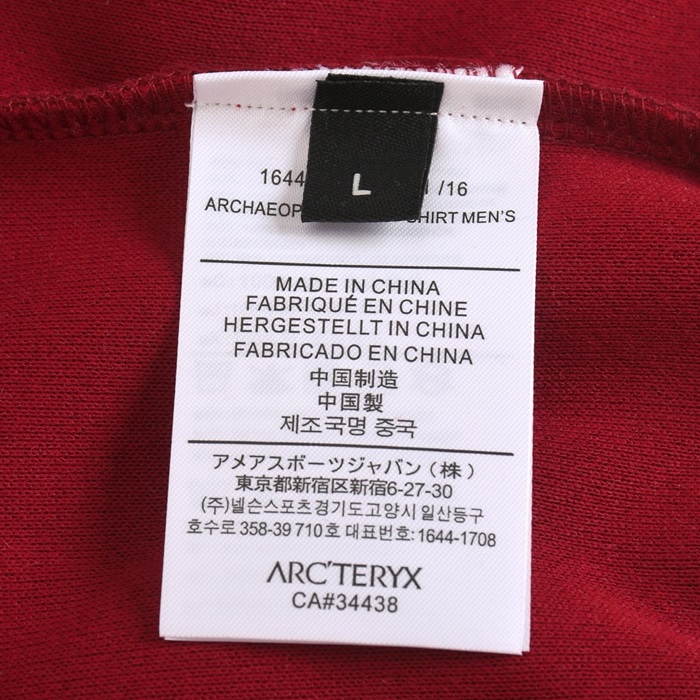 L
1644 /16
ARCHAEOP SHIRT MEN'S
MADE IN CHINA
FABRIQUÉ EN CHINE
HERGESTELLT IN CHINA
FABRICADO EN CHINA
中国制造
中国製
제조국명 중국
アメアスポーツジャパン(株)
東京都新宿区新宿6-27-30
(주)넬슨스포츠경기도고양시일산동구
호수로 358-39 710호 대표번호: 1644-1708
ARC'TERYX
CA#34438